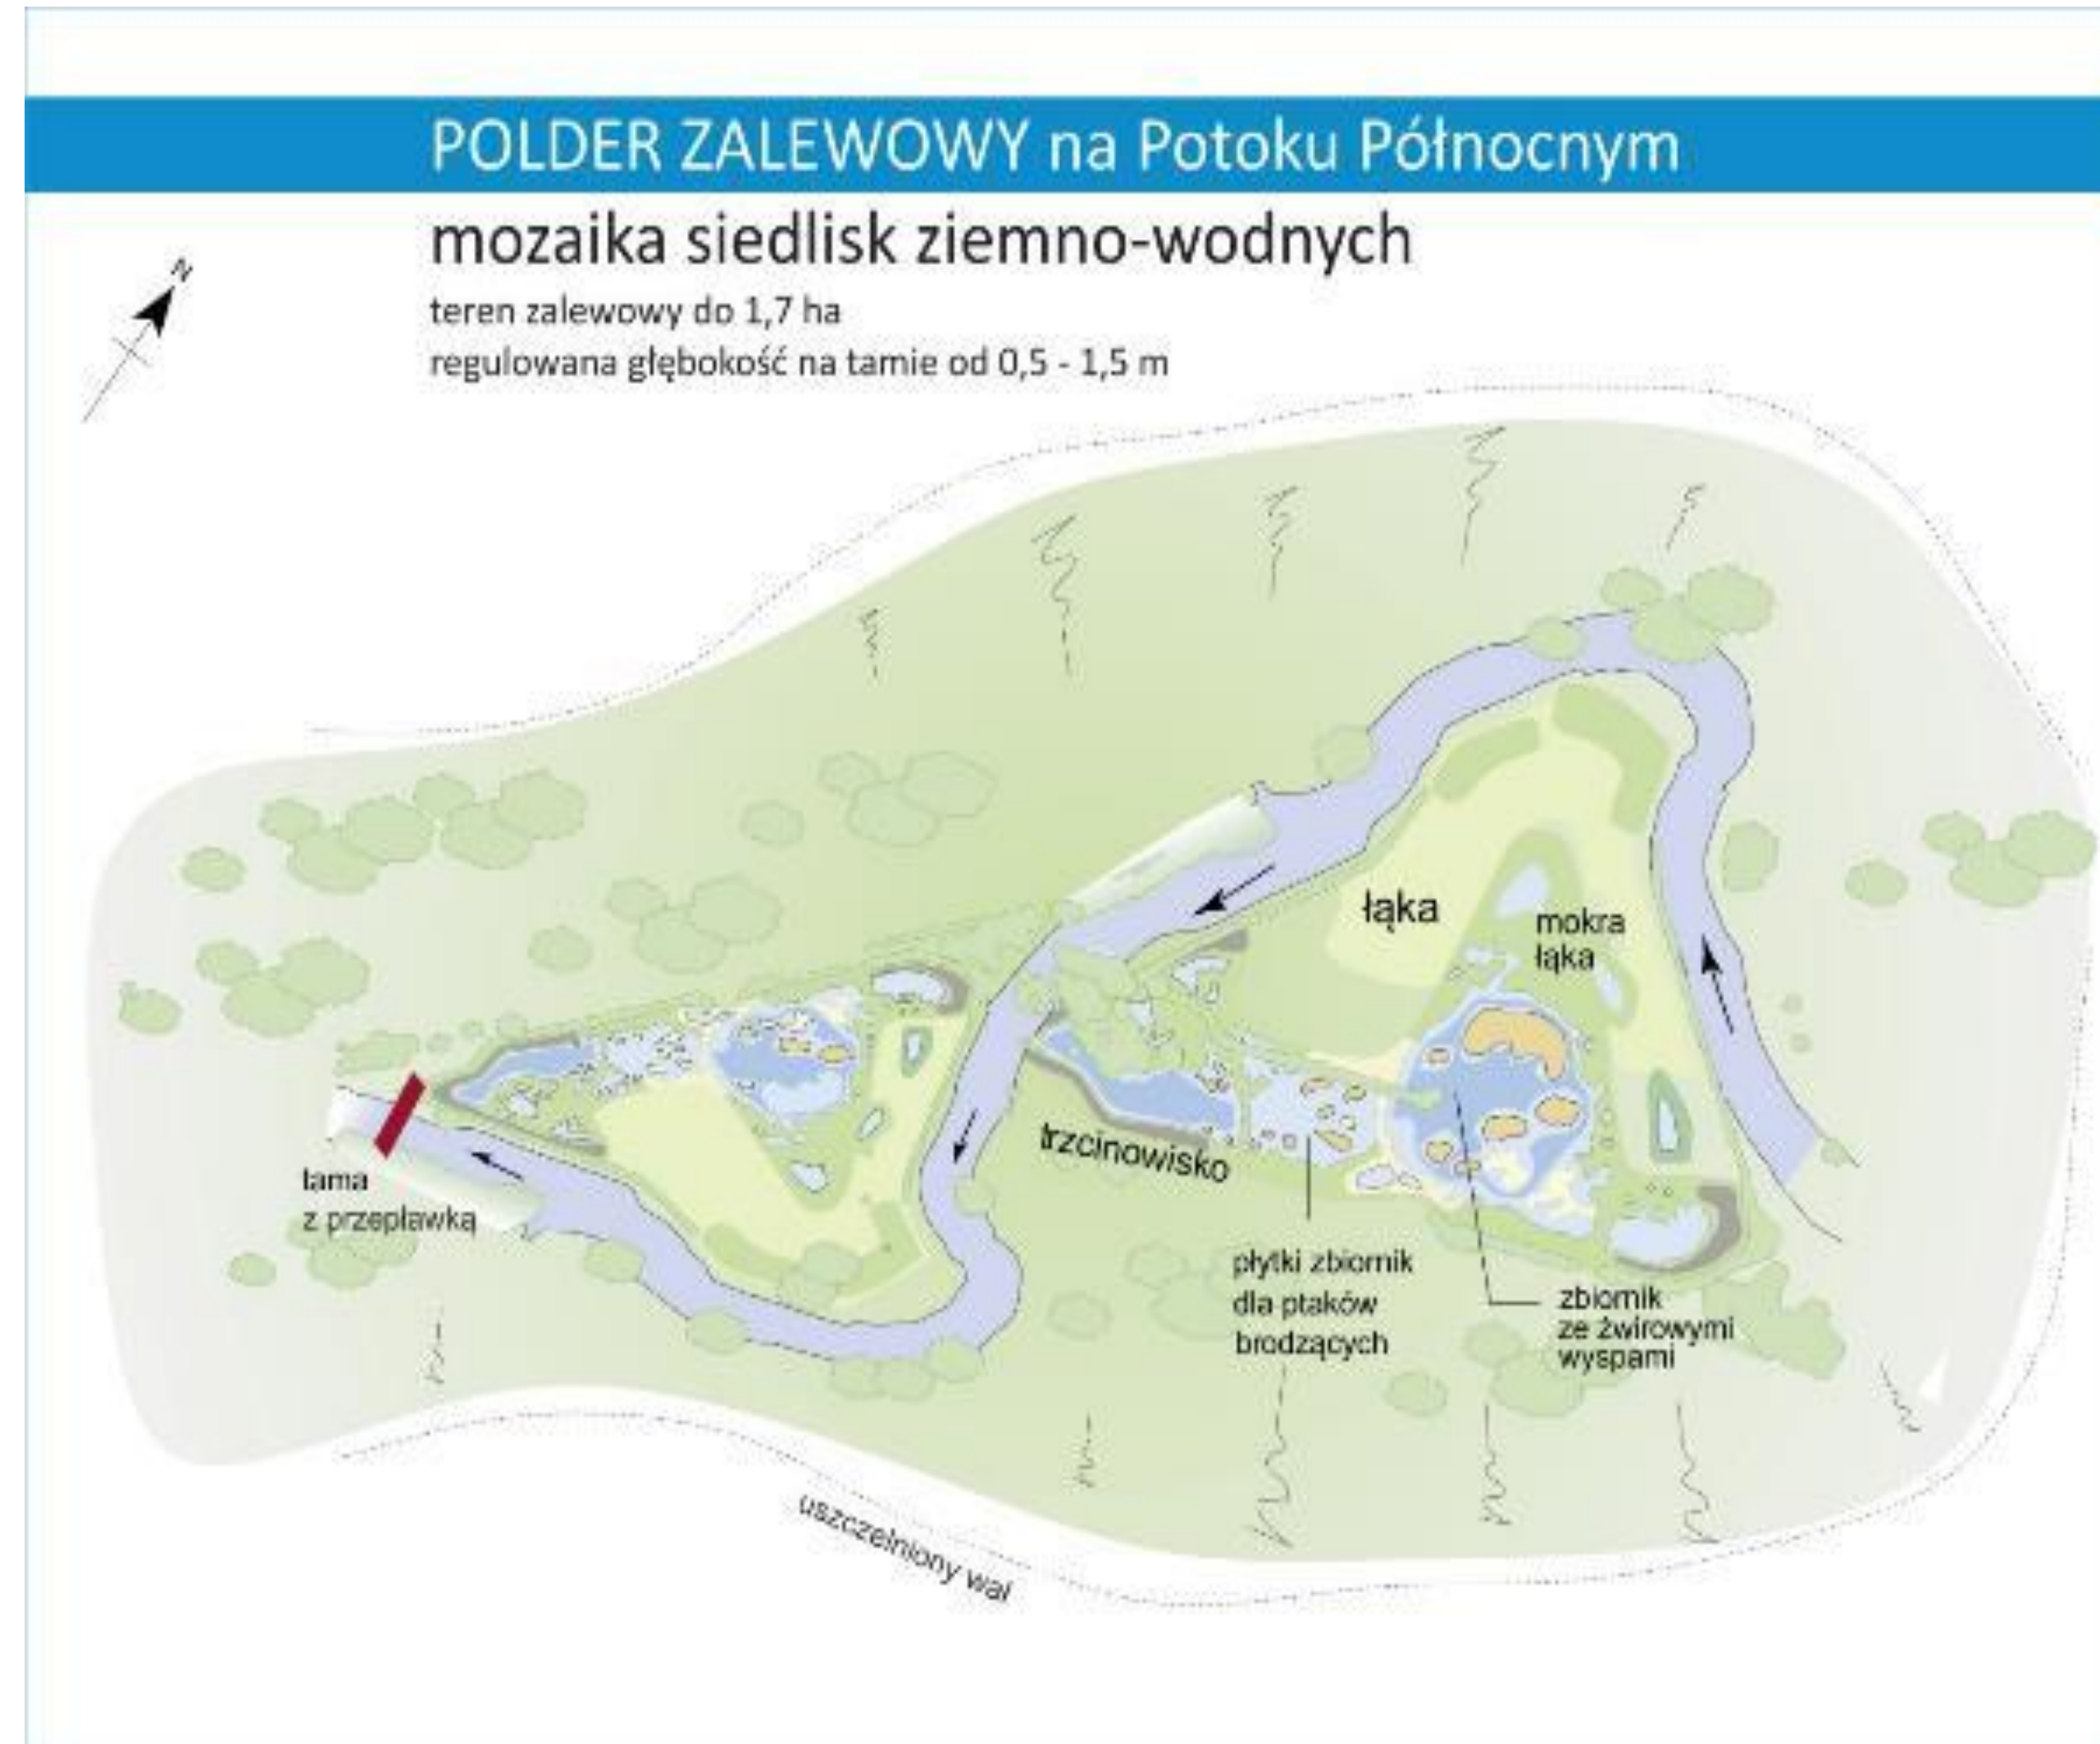 POLDER ZALEWOWY na Potoku Północnym
mozaika siedlisk ziemno-wodnych
teren zalewowy do 1,7 ha
regulowana głębokość na tamie od 0,5 - 1,5 m
N
łąka
mokra
łąka
trzcinowisko
tama
z przepławką
płytki zbiornik
dla ptaków
brodzących
zbiornik
ze żwirowymi
wyspami
uszczelniony wał